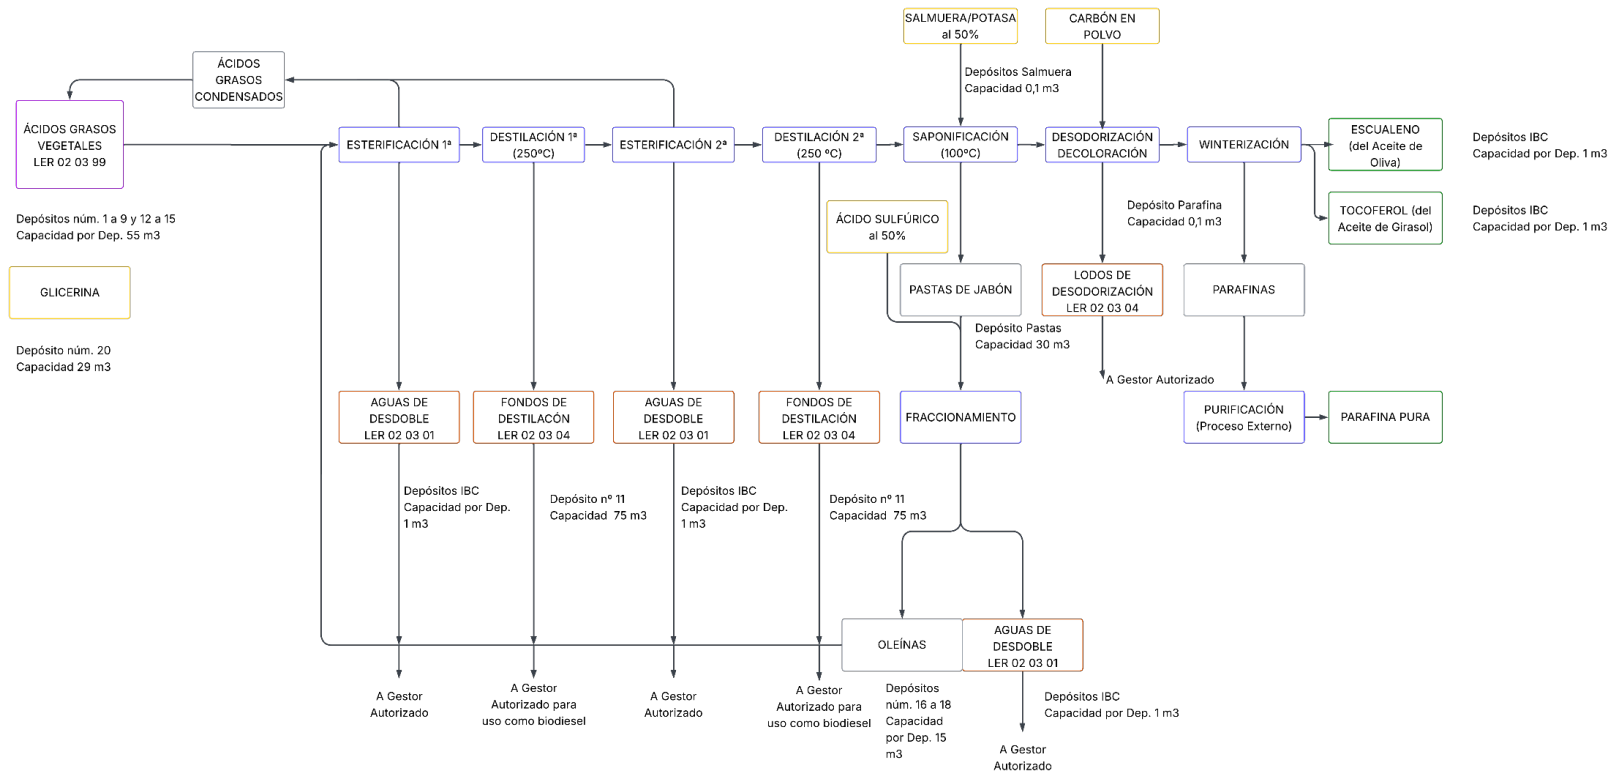 SALMUERA/POTASA
al 50%
CARBÓN EN
POLVO
ÁCIDOS
GRASOS
CONDENSADOS
Depósitos Salmuera
Capacidad 0,1 m3
ÁCIDOS GRASOS
VEGETALES
LER 02 03 99
ESTERIFICACIÓN 1ª
DESTILACIÓN 1ª
(250ºC)
ESTERIFICACIÓN 2ª
DESTILACIÓN 2ª
(250 ºC)
SAPONIFICACIÓN
(100ºC)
DESODORIZACIÓN
DECOLORACIÓN
WINTERIZACIÓN
ESCUALENO
(del Aceite de
Oliva)
Depósitos IBC
Capacidad por Dep. 1 m3
Depósitos núm. 1 a 9 y 12 a 15
Capacidad por Dep. 55 m3
ÁCIDO SULFÚRICO
al 50%
Depósito Parafina
Capacidad 0,1 m3
TOCOFEROL (del
Aceite de Girasol)
Depósitos IBC
Capacidad por Dep. 1 m3
GLICERINA
PASTAS DE JABÓN
LODOS DE
DESODORIZACIÓN
LER 02 03 04
PARAFINAS
Depósito núm. 20
Capacidad 29 m3
Depósito Pastas
Capacidad 30 m3
A Gestor Autorizado
AGUAS DE
DESDOBLE
LER 02 03 01
FONDOS DE
DESTILACÓN
LER 02 03 04
AGUAS DE
DESDOBLE
LER 02 03 01
FONDOS DE
DESTILACIÓN
LER 02 03 04
FRACCIONAMIENTO
PURIFICACIÓN
(Proceso Externo)
PARAFINA PURA
Depósitos IBC
Capacidad por Dep.
1 m3
Depósito nº 11
Capacidad 75 m3
Depósitos IBC
Capacidad por Dep.
1 m3
Depósito nº 11
Capacidad 75 m3
OLEÍNAS
AGUAS DE
DESDOBLE
LER 02 03 01
A Gestor
Autorizado
A Gestor
Autorizado para
uso como biodiesel
A Gestor
Autorizado
A Gestor
Autorizado para
uso como biodiesel
Depósitos
núm. 16 a 18
Capacidad
por Dep. 15
m3
Depósitos IBC
Capacidad por Dep. 1 m3
A Gestor
Autorizado